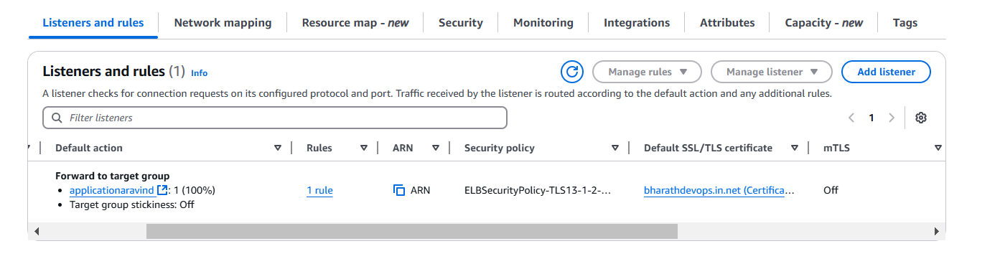 Listeners and rules Network mapping Resource map - new Security Monitoring Integrations Attributes Capacity - new Tags
Listeners and rules (1) Info Manage rules Manage listener Add listener
A listener checks for connection requests on its configured protocol and port. Traffic received by the listener is routed according to the default action and any additional rules.
Filter listeners 1
Default action Rules ARN Security policy Default SSL/TLS certificate mTLS
Forward to target group
• applicationaravind : 1 (100%) 1 rule ARN ELBSecurityPolicy-TLS13-1-2-... bharathdevops.in.net (Certifica... Off
• Target group stickiness: Off